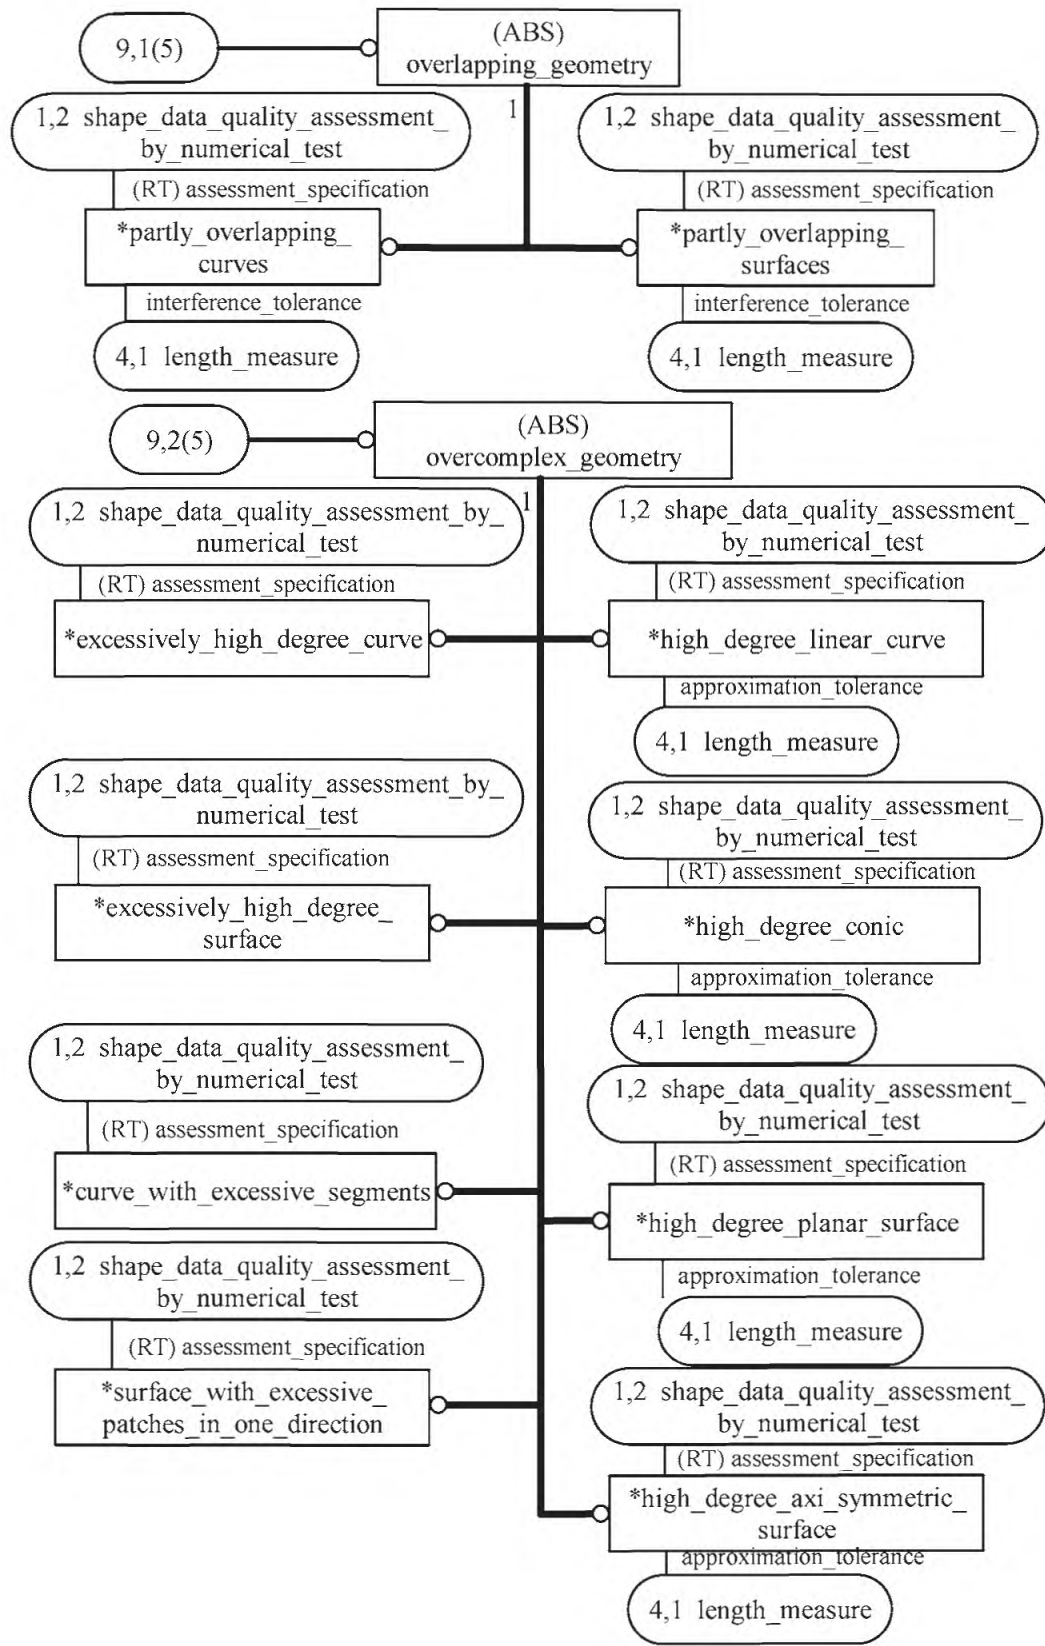 9,1(5)
(ABS)
overlapping_geometry
1
1,2 shape_data_quality_assessment_
by_numerical_test
(RT) assessment_specification
*partly_overlapping_
curves
interference_tolerance
4,1 length_measure
1,2 shape_data_quality_assessment_
by_numerical_test
(RT) assessment_specification
*partly_overlapping_
surfaces
interference_tolerance
4,1 length_measure
9,2(5)
(ABS)
overcomplex_geometry
1
1,2 shape_data_quality_assessment_by_
numerical_test
(RT) assessment_specification
*excessively_high_degree_curve
1,2 shape_data_quality_assessment_
by_numerical_test
(RT) assessment_specification
*high_degree_linear_curve
approximation_tolerance
4,1 length_measure
1,2 shape_data_quality_assessment_by_
numerical_test
(RT) assessment_specification
*excessively_high_degree_
surface
1,2 shape_data_quality_assessment_
by_numerical_test
(RT) assessment_specification
*high_degree_conic
approximation_tolerance
4,1 length_measure
1,2 shape_data_quality_assessment_
by_numerical_test
(RT) assessment_specification
*curve_with_excessive_segments
1,2 shape_data_quality_assessment_
by_numerical_test
(RT) assessment_specification
*high_degree_planar_surface
approximation_tolerance
4,1 length_measure
1,2 shape_data_quality_assessment_
by_numerical_test
(RT) assessment_specification
*surface_with_excessive_
patches_in_one_direction
1,2 shape_data_quality_assessment_
by_numerical_test
(RT) assessment_specification
*high_degree_axi_symmetric_
surface
approximation_tolerance
4,1 length_measure